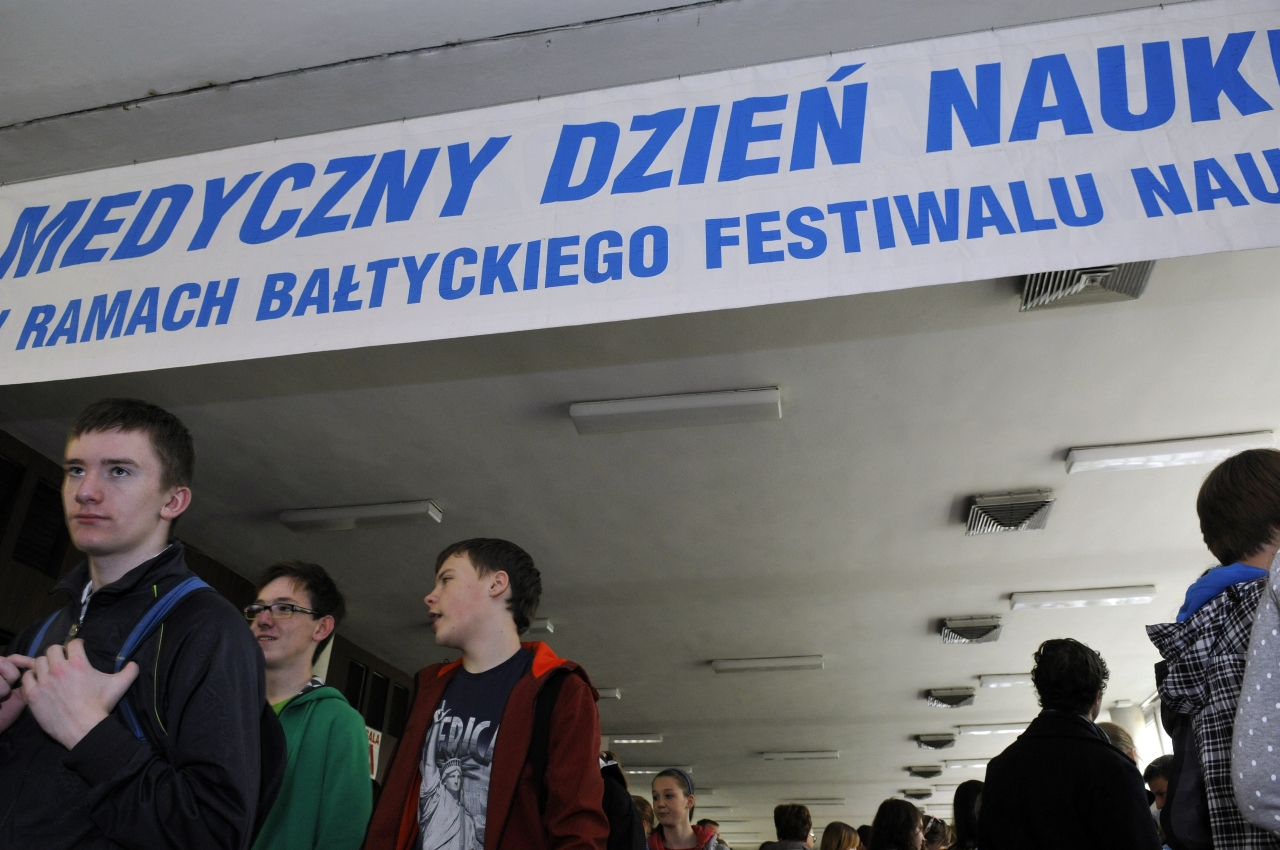 MEDYCZNY DZIEŃ NAUKI
RAMACH BAŁTYCKIEGO FESTIWALU NAU